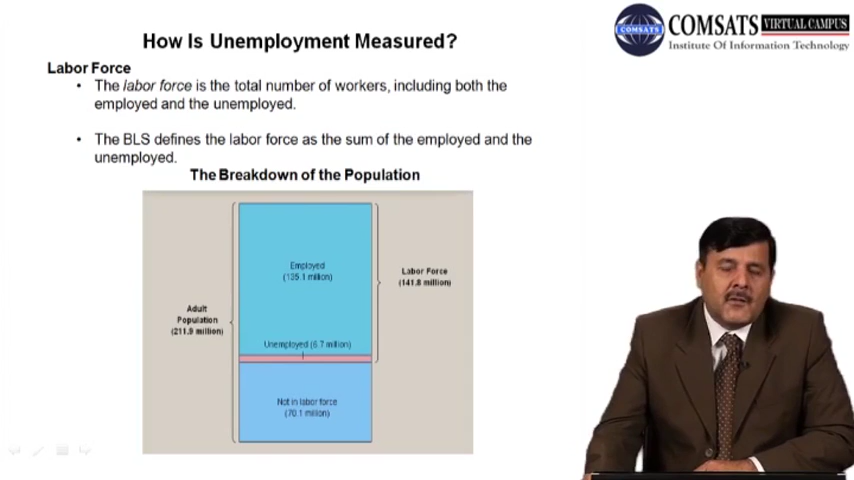 How Is Unemployment Measured?
COMSATS VIRTUAL CAMPUS
COMSATS
Institute Of Information Technology
Labor Force
• The labor force is the total number of workers, including both the
employed and the unemployed.
• The BLS defines the labor force as the sum of the employed and the
unemployed.
The Breakdown of the Population
Employed
(135.1 million)
Labor Force
(141.8 million)
Adult
Population
(211.9 million)
Unemployed (6.7 million)
Not in labor force
(70.1 million)